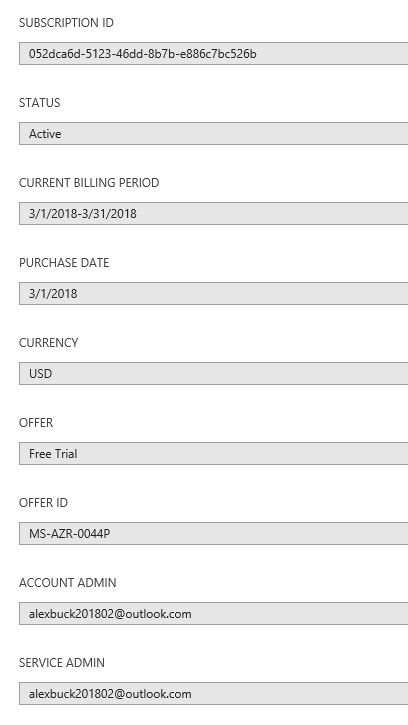 SUBSCRIPTION ID
052dca6d-5123-46dd-8b7b-e886c7bc526b
STATUS
Active
CURRENT BILLING PERIOD
3/1/2018-3/31/2018
PURCHASE DATE
3/1/2018
CURRENCY
USD
OFFER
Free Trial
OFFER ID
MS-AZR-0044P
ACCOUNT ADMIN
alexbuck201802@outlook.com
SERVICE ADMIN
alexbuck201802@outlook.com